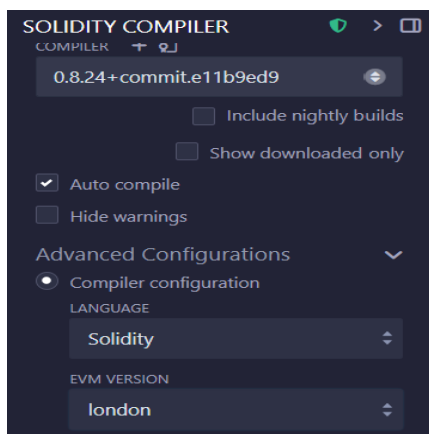 SOLIDITY COMPILER
COMPILER
0.8.24+commit.e11b9ed9
Include nightly builds
Show downloaded only
Auto compile
Hide warnings
Advanced Configurations
Compiler configuration
LANGUAGE
Solidity
EVM VERSION
london